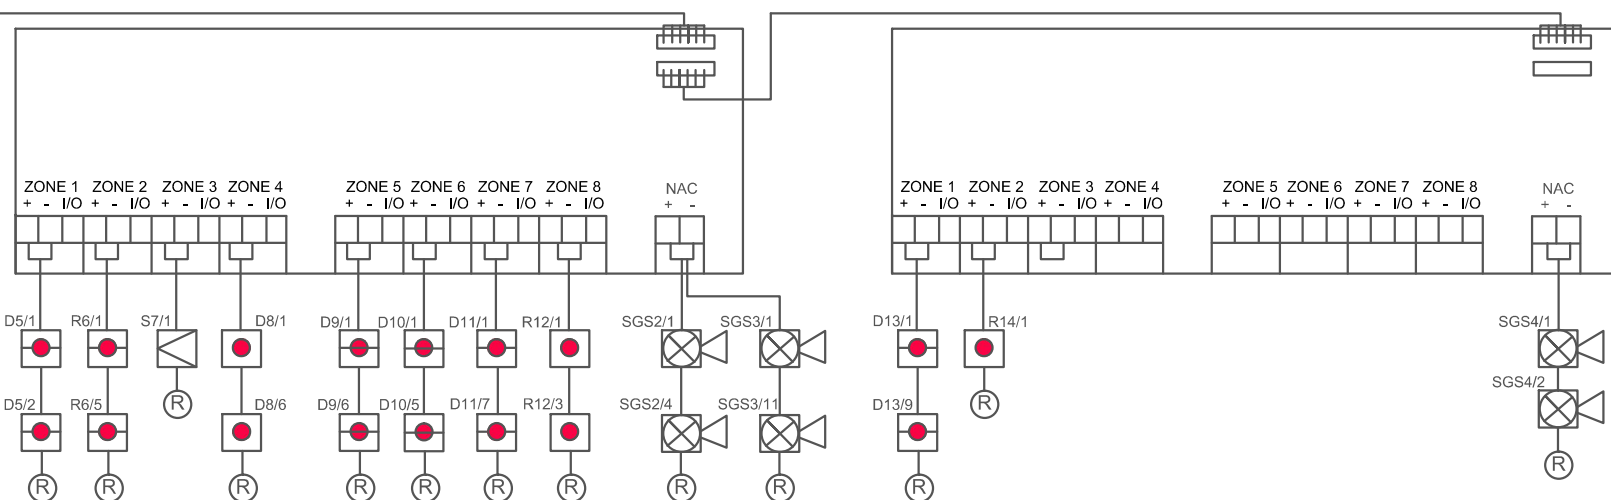 ZONE 1 ZONE 2 ZONE 3 ZONE 4 ZONE 5 ZONE 6 ZONE 7 ZONE 8 NAC ZONE 1 ZONE 2 ZONE 3 ZONE 4 ZONE 5 ZONE 6 ZONE 7 ZONE 8 NAC
+ - I/O + - I/O + - I/O + - I/O + - I/O + - I/O + - I/O + - I/O + - + - I/O + - I/O + - I/O + - I/O + - I/O + - I/O + - I/O + - I/O + -
D5/1 R6/1 S7/1 D8/1 D9/1 D10/1 D11/1 R12/1 SGS2/1 SGS3/1 D13/1 R14/1 SGS4/1
SGS4/2
R R
D5/2 R6/5 D8/6 D9/6 D10/5 D11/7 R12/3 SGS2/4 SGS3/11 D13/9
R
R R R R R R R R R R